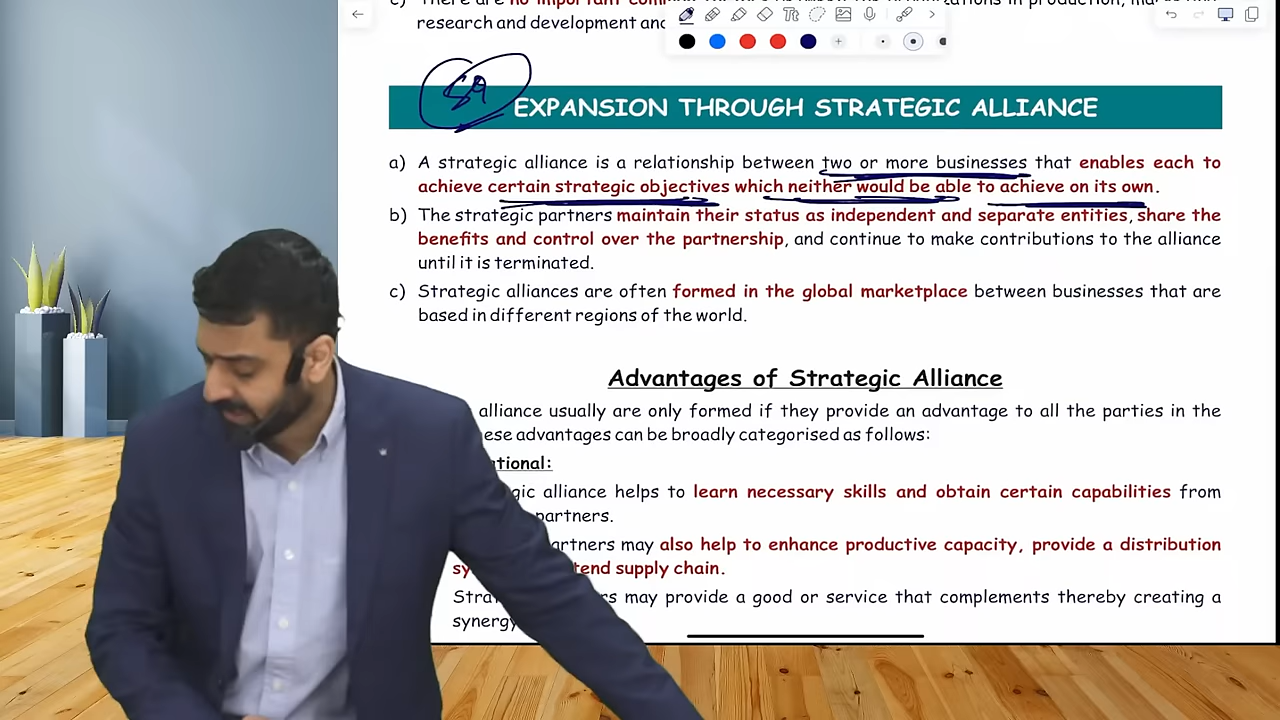 c) There are no important
research and development and
59
EXPANSION THROUGH STRATEGIC ALLIANCE
a) A strategic alliance is a relationship between two or more businesses that enables each to
achieve certain strategic objectives which neither would be able to achieve on its own.
b) The strategic partners maintain their status as independent and separate entities, share the
benefits and control over the partnership, and continue to make contributions to the alliance
until it is terminated.
c) Strategic alliances are often formed in the global marketplace between businesses that are
based in different regions of the world.
Advantages of Strategic Alliance
alliance usually are only formed if they provide an advantage to all the parties in the
advantages can be broadly categorised as follows:
alliance helps to learn necessary skills and obtain certain capabilities from
partners.
may also help to enhance productive capacity, provide a distribution
supply chain.
may provide a good or service that complements thereby creating a
synergy